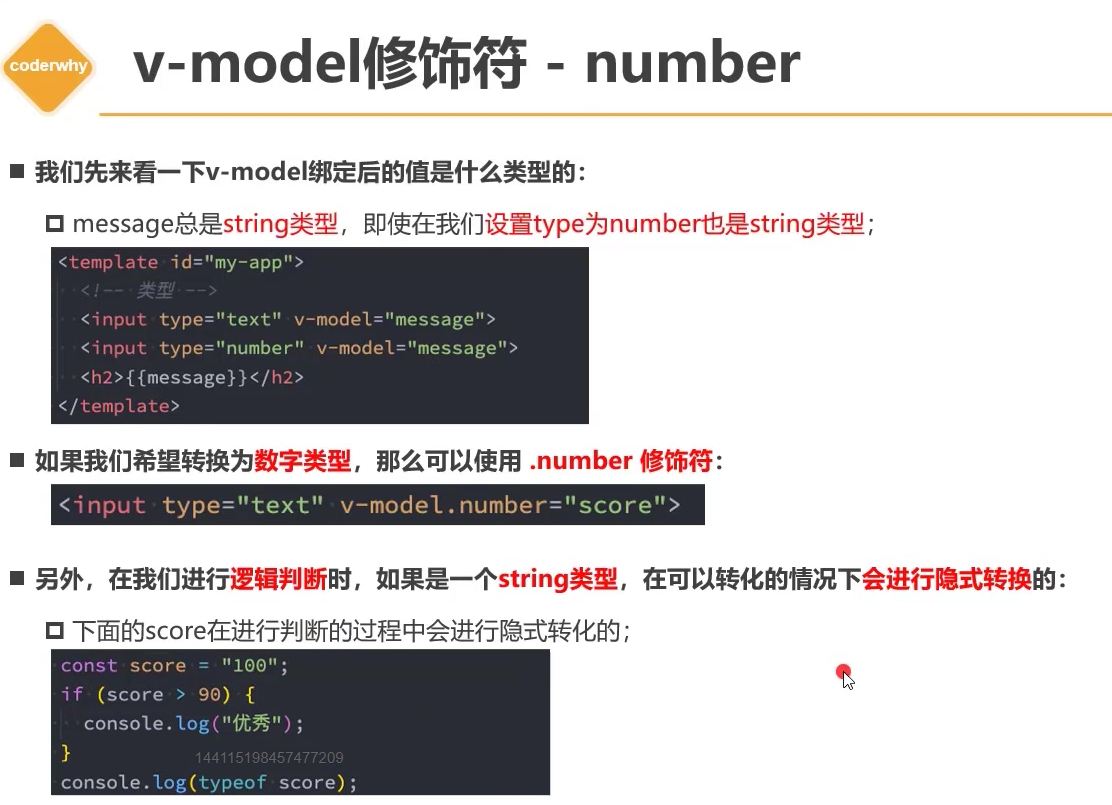 coderwhy
v-model修饰符 - number
我们先来看一下v-model绑定后的值是什么类型的：
message总是string类型，即使在我们设置type为number也是string类型；
<template id="my-app">
<!-- 类型 -->
<input type="text" v-model="message">
<input type="number" v-model="message">
<h2>{{message}}</h2>
</template>
如果我们希望转换为数字类型，那么可以使用 .number 修饰符：
<input type="text" v-model.number="score">
另外，在我们进行逻辑判断时，如果是一个string类型，在可以转化的情况下会进行隐式转换的：
下面的score在进行判断的过程中会进行隐式转化的；
const score = "100";
if (score > 90) {
console.log("优秀");
}
144115198457477209
console.log(typeof score);